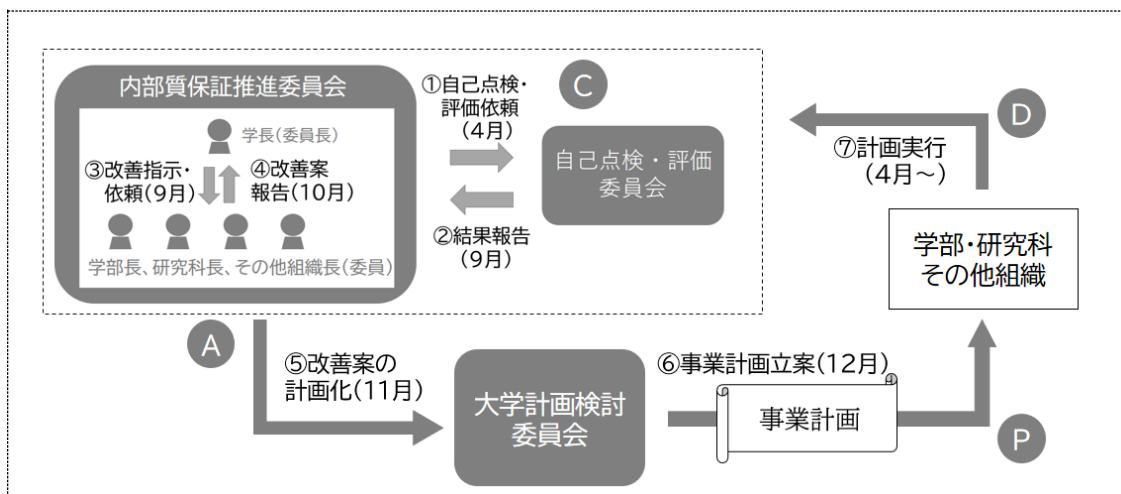 内部質保証推進委員会
学長(委員長)
③改善指示・
依頼(9月)
④改善案
報告(10月)
学部長、研究科長、その他組織長(委員)
①自己点検・
評価依頼
(4月)
C
自己点検・評価
委員会
②結果報告
(9月)
D
⑦計画実行
(4月～)
学部・研究科
その他組織
A
⑤改善案の
計画化(11月)
大学計画検討
委員会
⑥事業計画立案(12月)
事業計画
P